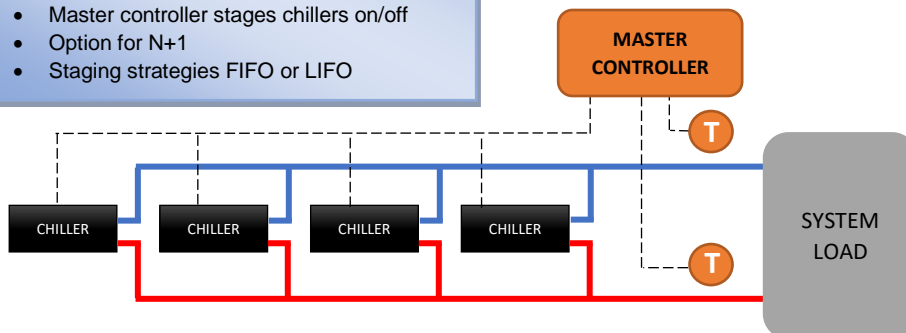 • Master controller stages chillers on/off
• Option for N+1
• Staging strategies FIFO or LIFO
MASTER
CONTROLLER
T
CHILLER
CHILLER
CHILLER
CHILLER
SYSTEM
LOAD
T